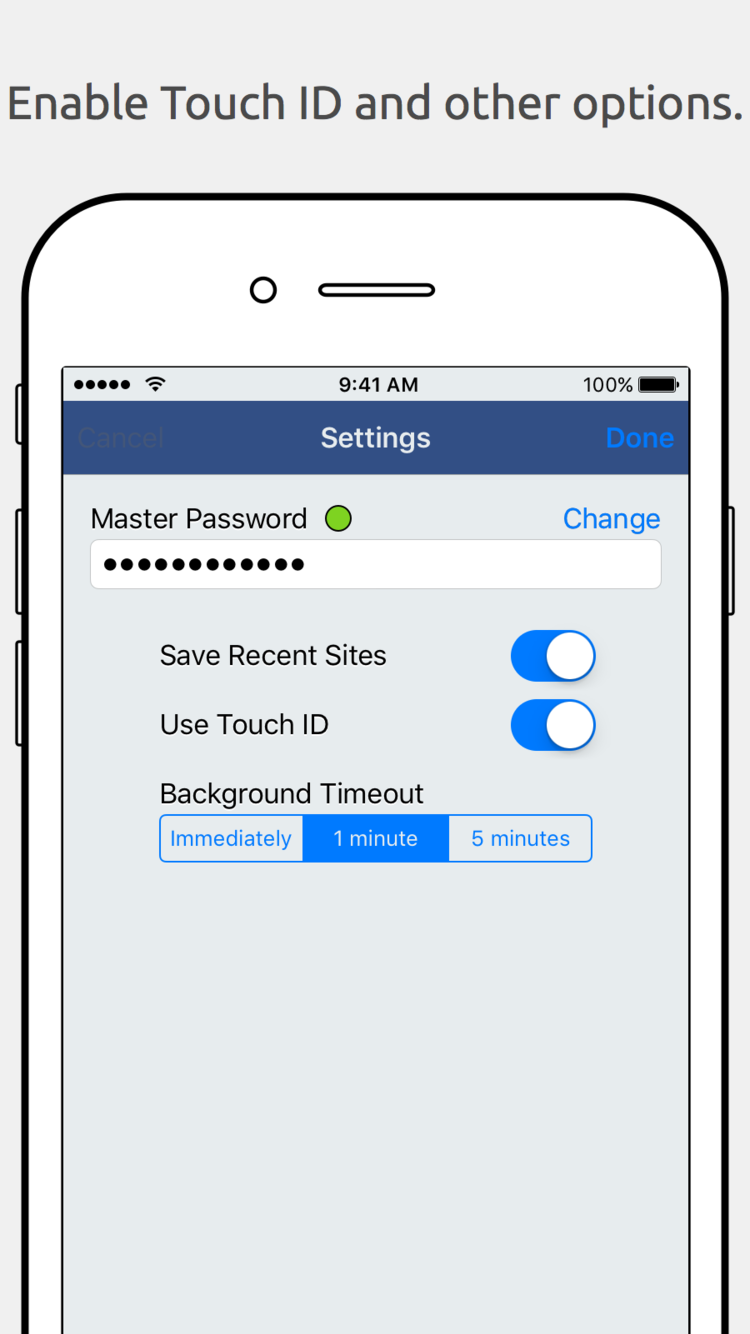 Enable Touch ID and other options.
9:41 AM 100%
Cancel Settings Done
Master Password Change
●●●●●●●●●●●●
Save Recent Sites
Use Touch ID
Background Timeout
Immediately 1 minute 5 minutes